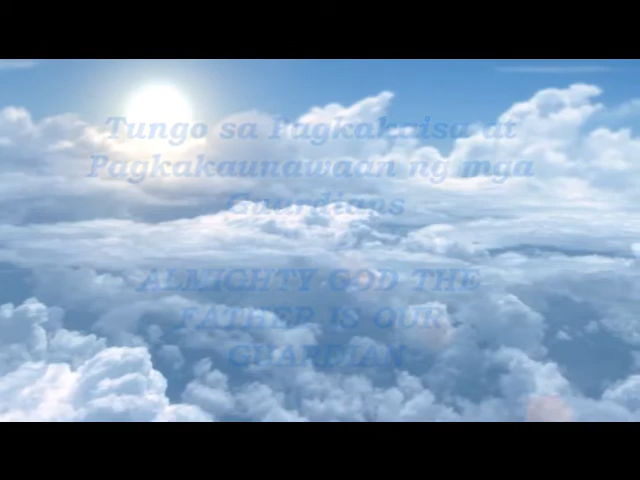 Tungo sa Pagkakaisa at
Pagkakaunawaan ng mga
Guardians
ALMIGHTY GOD THE
FATHER IS OUR
GUARDIAN